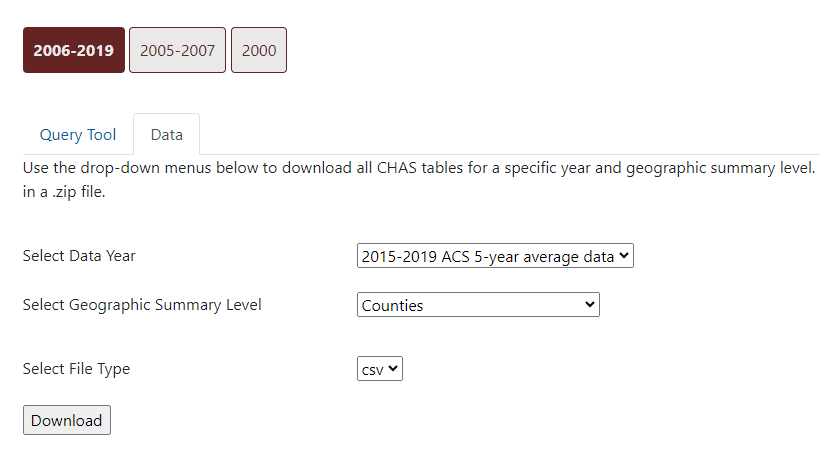 2006-2019 2005-2007 2000
Query Tool Data
Use the drop-down menus below to download all CHAS tables for a specific year and geographic summary level.
in a .zip file.
Select Data Year 2015-2019 ACS 5-year average data
Select Geographic Summary Level Counties
Select File Type csv
Download